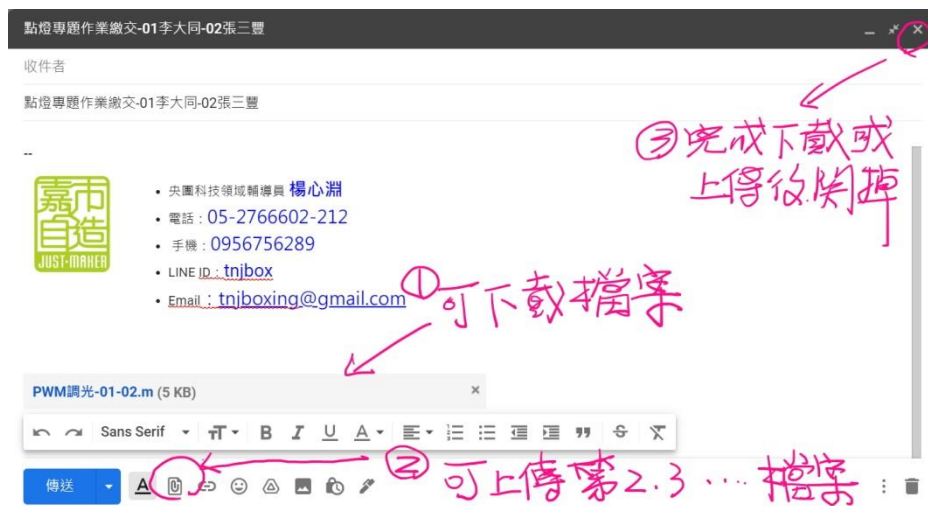 點燈專題作業繳交-01李大同-02張三豐
收件者
點燈專題作業繳交-01李大同-02張三豐
③完成下載或
上傳後関掉
--
嘉市
自造
JUST-MAKER
央團科技領域輔導員 楊心淵
電話：05-2766602-212
手機：0956756289
LINE ID：tnjbox
Email：tnjboxing@gmail.com
①可下載檔案
PWM調光-01-02.m (5 KB)
Sans Serif
②可上傳第2.3....檔案
傳送